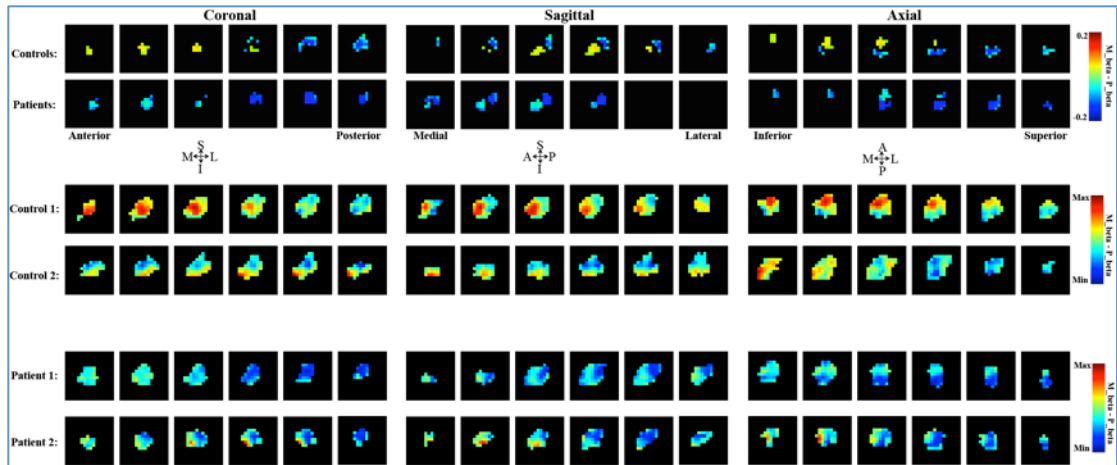 Coronal Sagittal Axial
Controls:
0.2
M_beta - P_beta
-0.2
Patients:
Anterior Posterior Medial Lateral Inferior Superior
S S A
M L A P M L
I I P
Control 1:
Max
M_beta - P_beta
Min
Control 2:
Patient 1:
Max
M_beta - P_beta
Min
Patient 2: